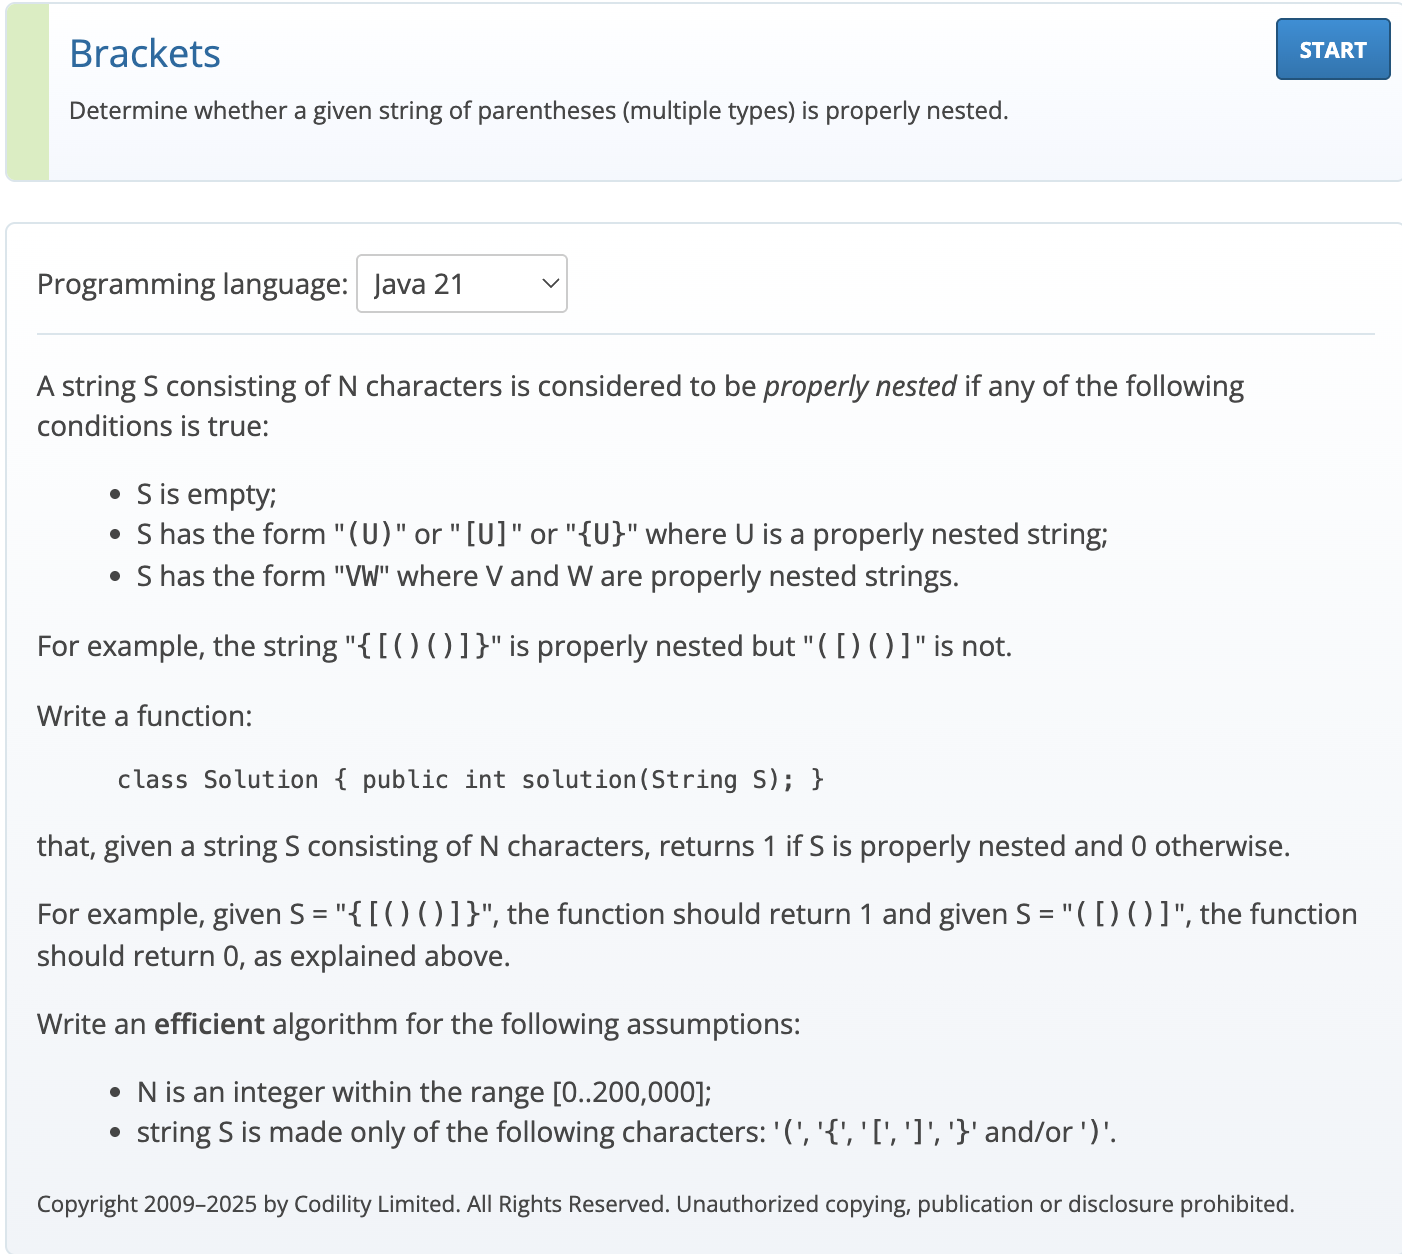 Brackets
START
Determine whether a given string of parentheses (multiple types) is properly nested.
Programming language: Java 21
A string S consisting of N characters is considered to be properly nested if any of the following
conditions is true:
• S is empty;
• S has the form "(U)" or "[U]" or "{U}" where U is a properly nested string;
• S has the form "VW" where V and W are properly nested strings.
For example, the string "{[()()]}" is properly nested but "([)()]" is not.
Write a function:
class Solution { public int solution(String S); }
that, given a string S consisting of N characters, returns 1 if S is properly nested and 0 otherwise.
For example, given S = "{[()()]}", the function should return 1 and given S = "([)()]", the function
should return 0, as explained above.
Write an efficient algorithm for the following assumptions:
• N is an integer within the range [0..200,000];
• string S is made only of the following characters: '(', '{', '[', ']', '}' and/or ')'.
Copyright 2009–2025 by Codility Limited. All Rights Reserved. Unauthorized copying, publication or disclosure prohibited.